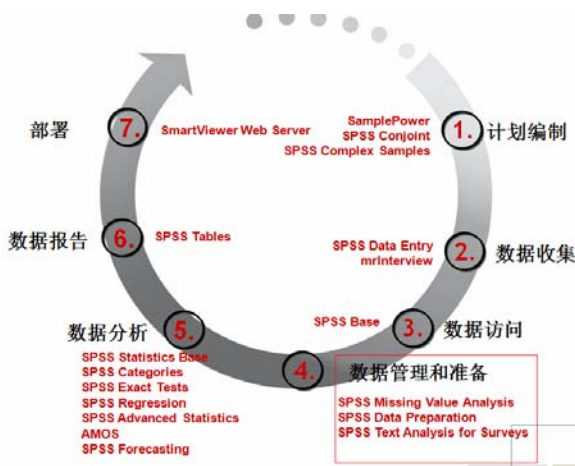 1.
计划编制
SamplePower
SPSS Conjoint
SPSS Complex Samples
2.
数据收集
SPSS Data Entry
mrInterview
3.
数据访问
SPSS Base
4.
数据管理和准备
SPSS Missing Value Analysis
SPSS Data Preparation
SPSS Text Analysis for Surveys
5.
数据分析
SPSS Statistics Base
SPSS Categories
SPSS Exact Tests
SPSS Regression
SPSS Advanced Statistics
AMOS
SPSS Forecasting
6.
数据报告
SPSS Tables
7.
部署
SmartViewer Web Server